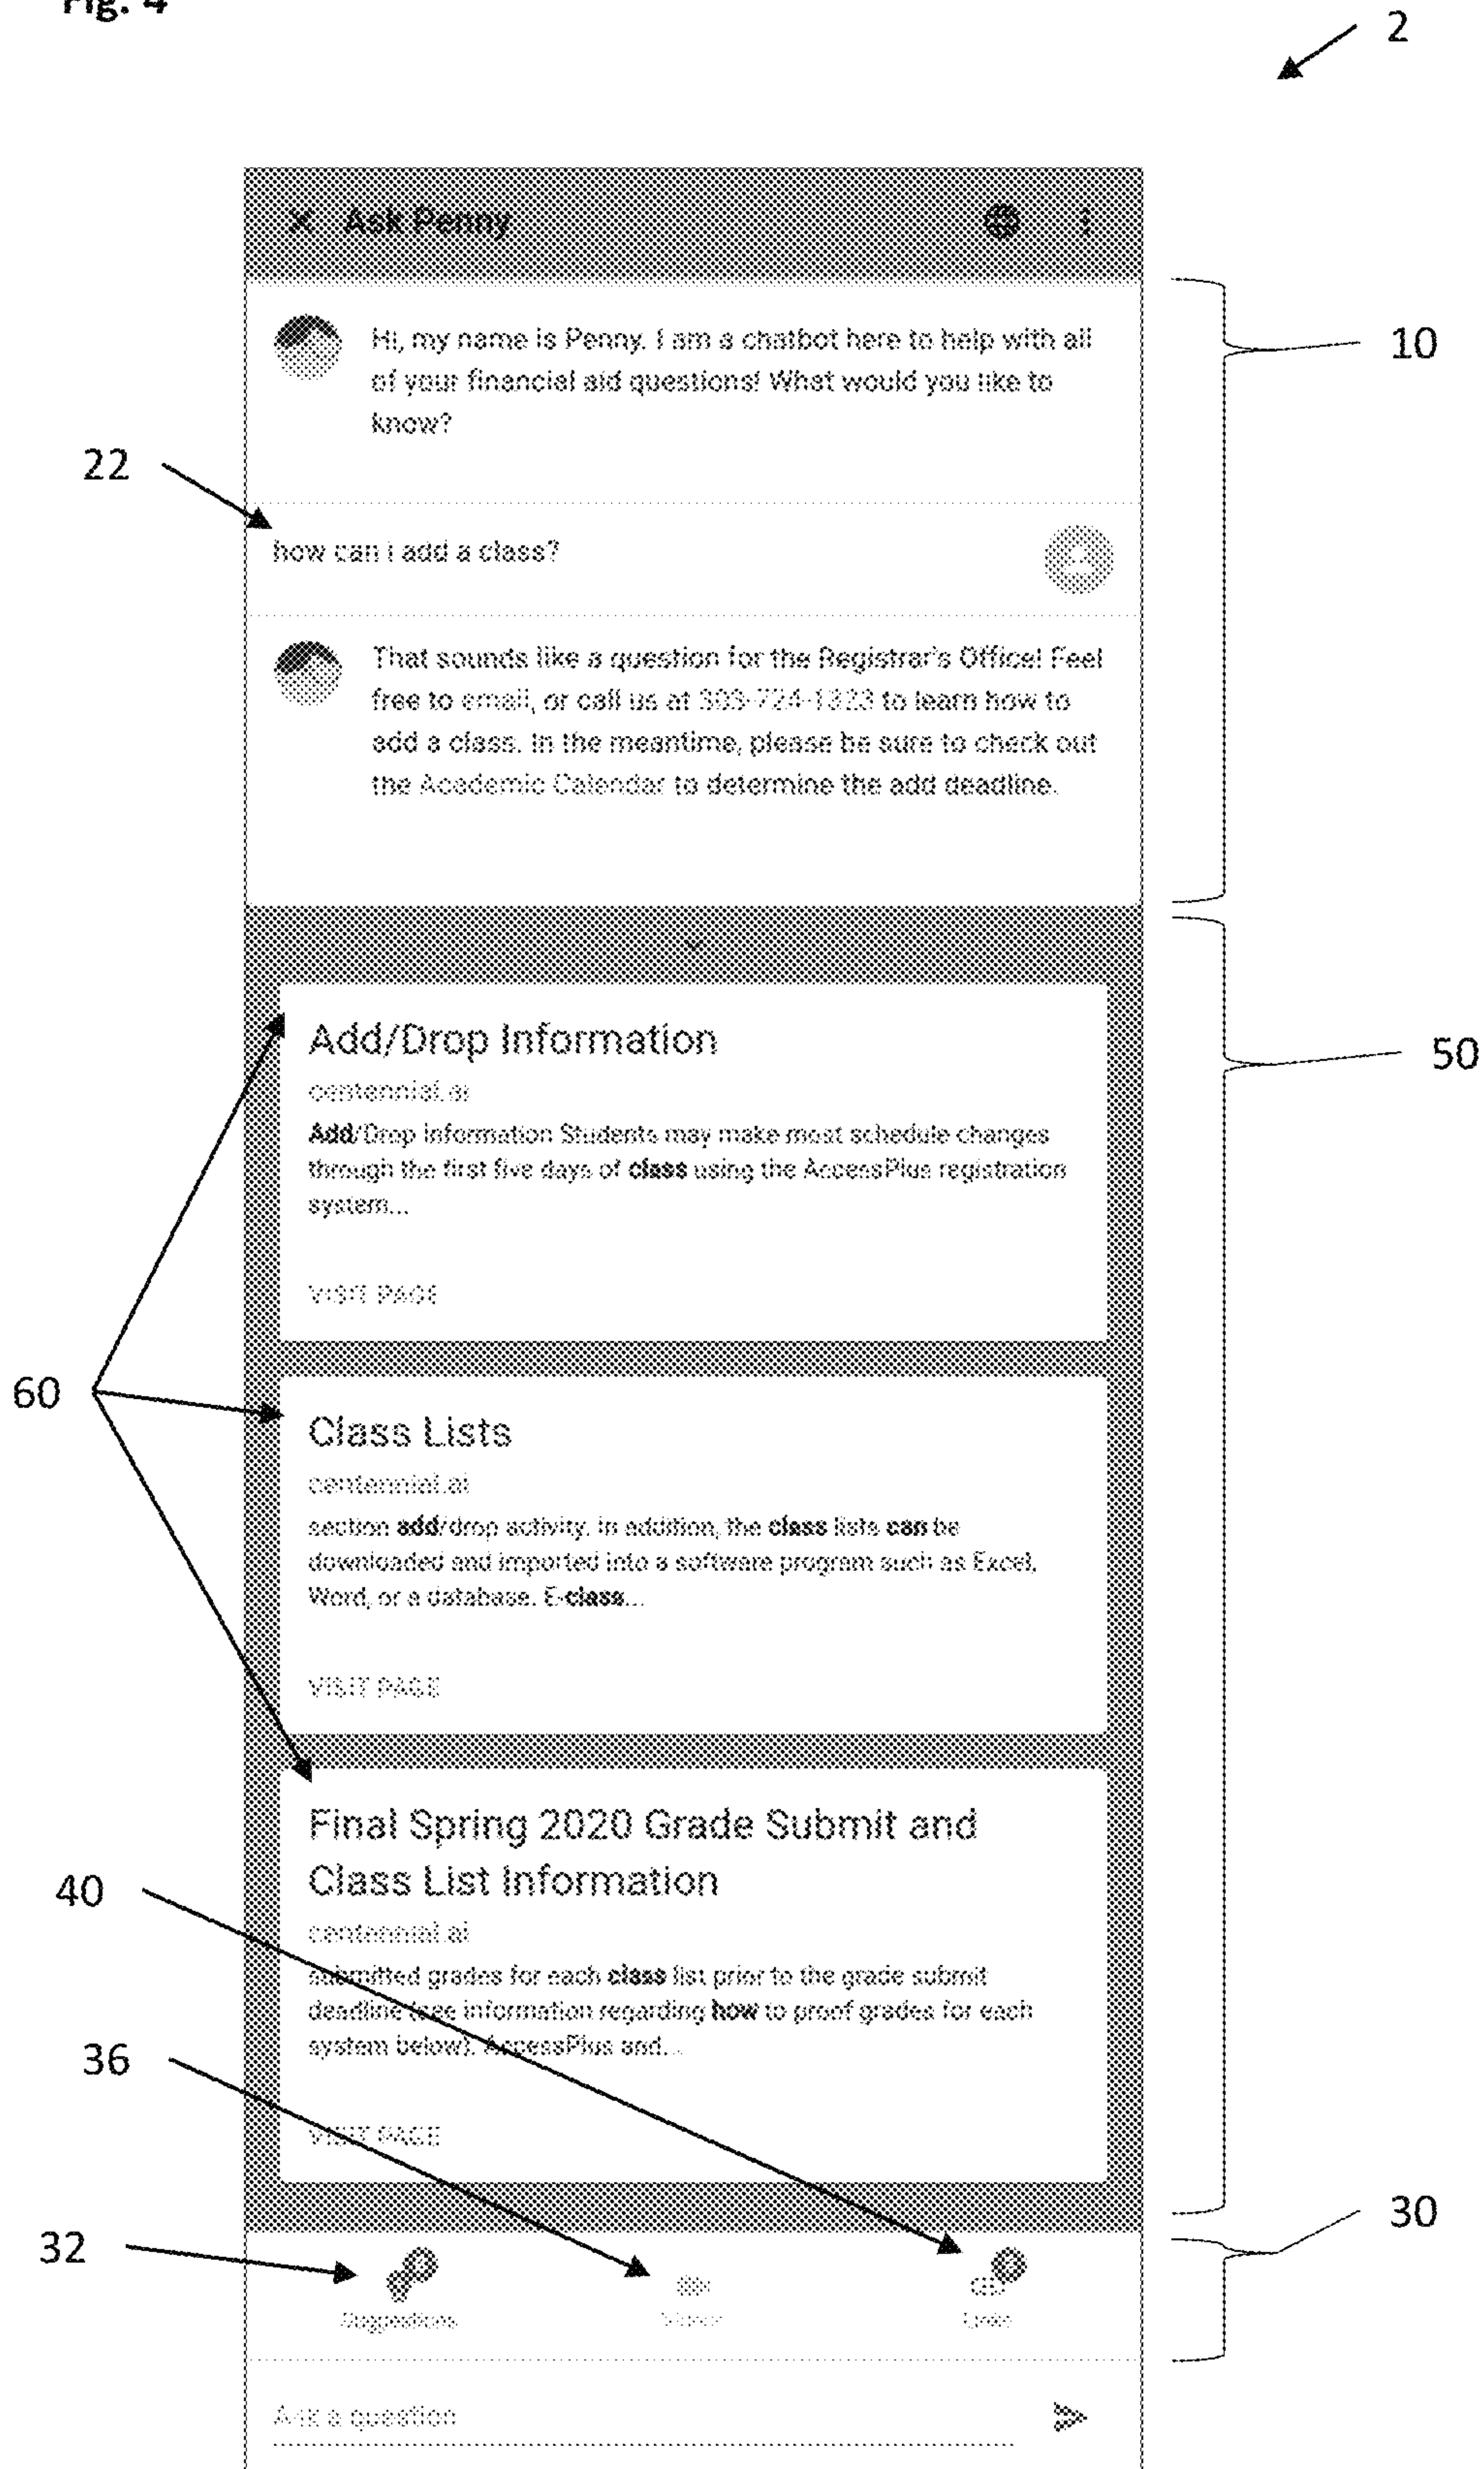 Fig. 4
2
× Ask Penny
Hi, my name is Penny. I am a chatbot here to help with all
of your financial aid questions! What would you like to
know?
10
22
how can i add a class?
That sounds like a question for the Registrar's Office! Feel
free to email, or call us at 303-724-1323 to learn how to
add a class. In the meantime, please be sure to check out
the Academic Calendar to determine the add deadline.
50
Add/Drop Information
centennial.ai
Add/Drop Information Students may make most schedule changes
through the first five days of class using the AccessPlus registration
system...
VISIT PAGE
60
Class Lists
centennial.ai
section add/drop activity. In addition, the class lists can be
downloaded and imported into a software program such as Excel,
Word, or a database. E-class...
VISIT PAGE
Final Spring 2020 Grade Submit and
Class List Information
40
centennial.ai
submitted grades for each class list prior to the grade submit
deadline (see information regarding how to proof grades for each
system below). AccessPlus and...
36
VISIT PAGE
30
32
Suggestions
Links
Ask a question